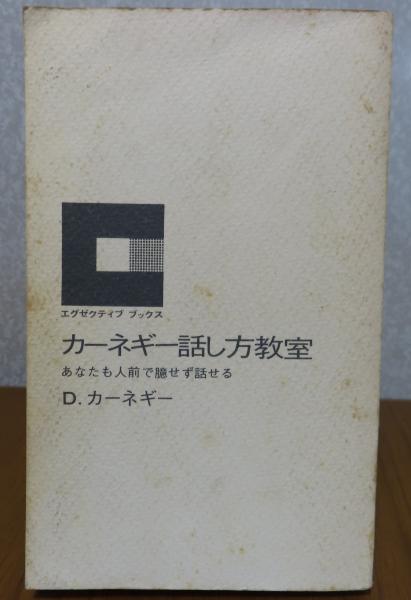 エグゼクティブ ブックス
カーネギー話し方教室
あなたも人前で臆せず話せる
D. カーネギー